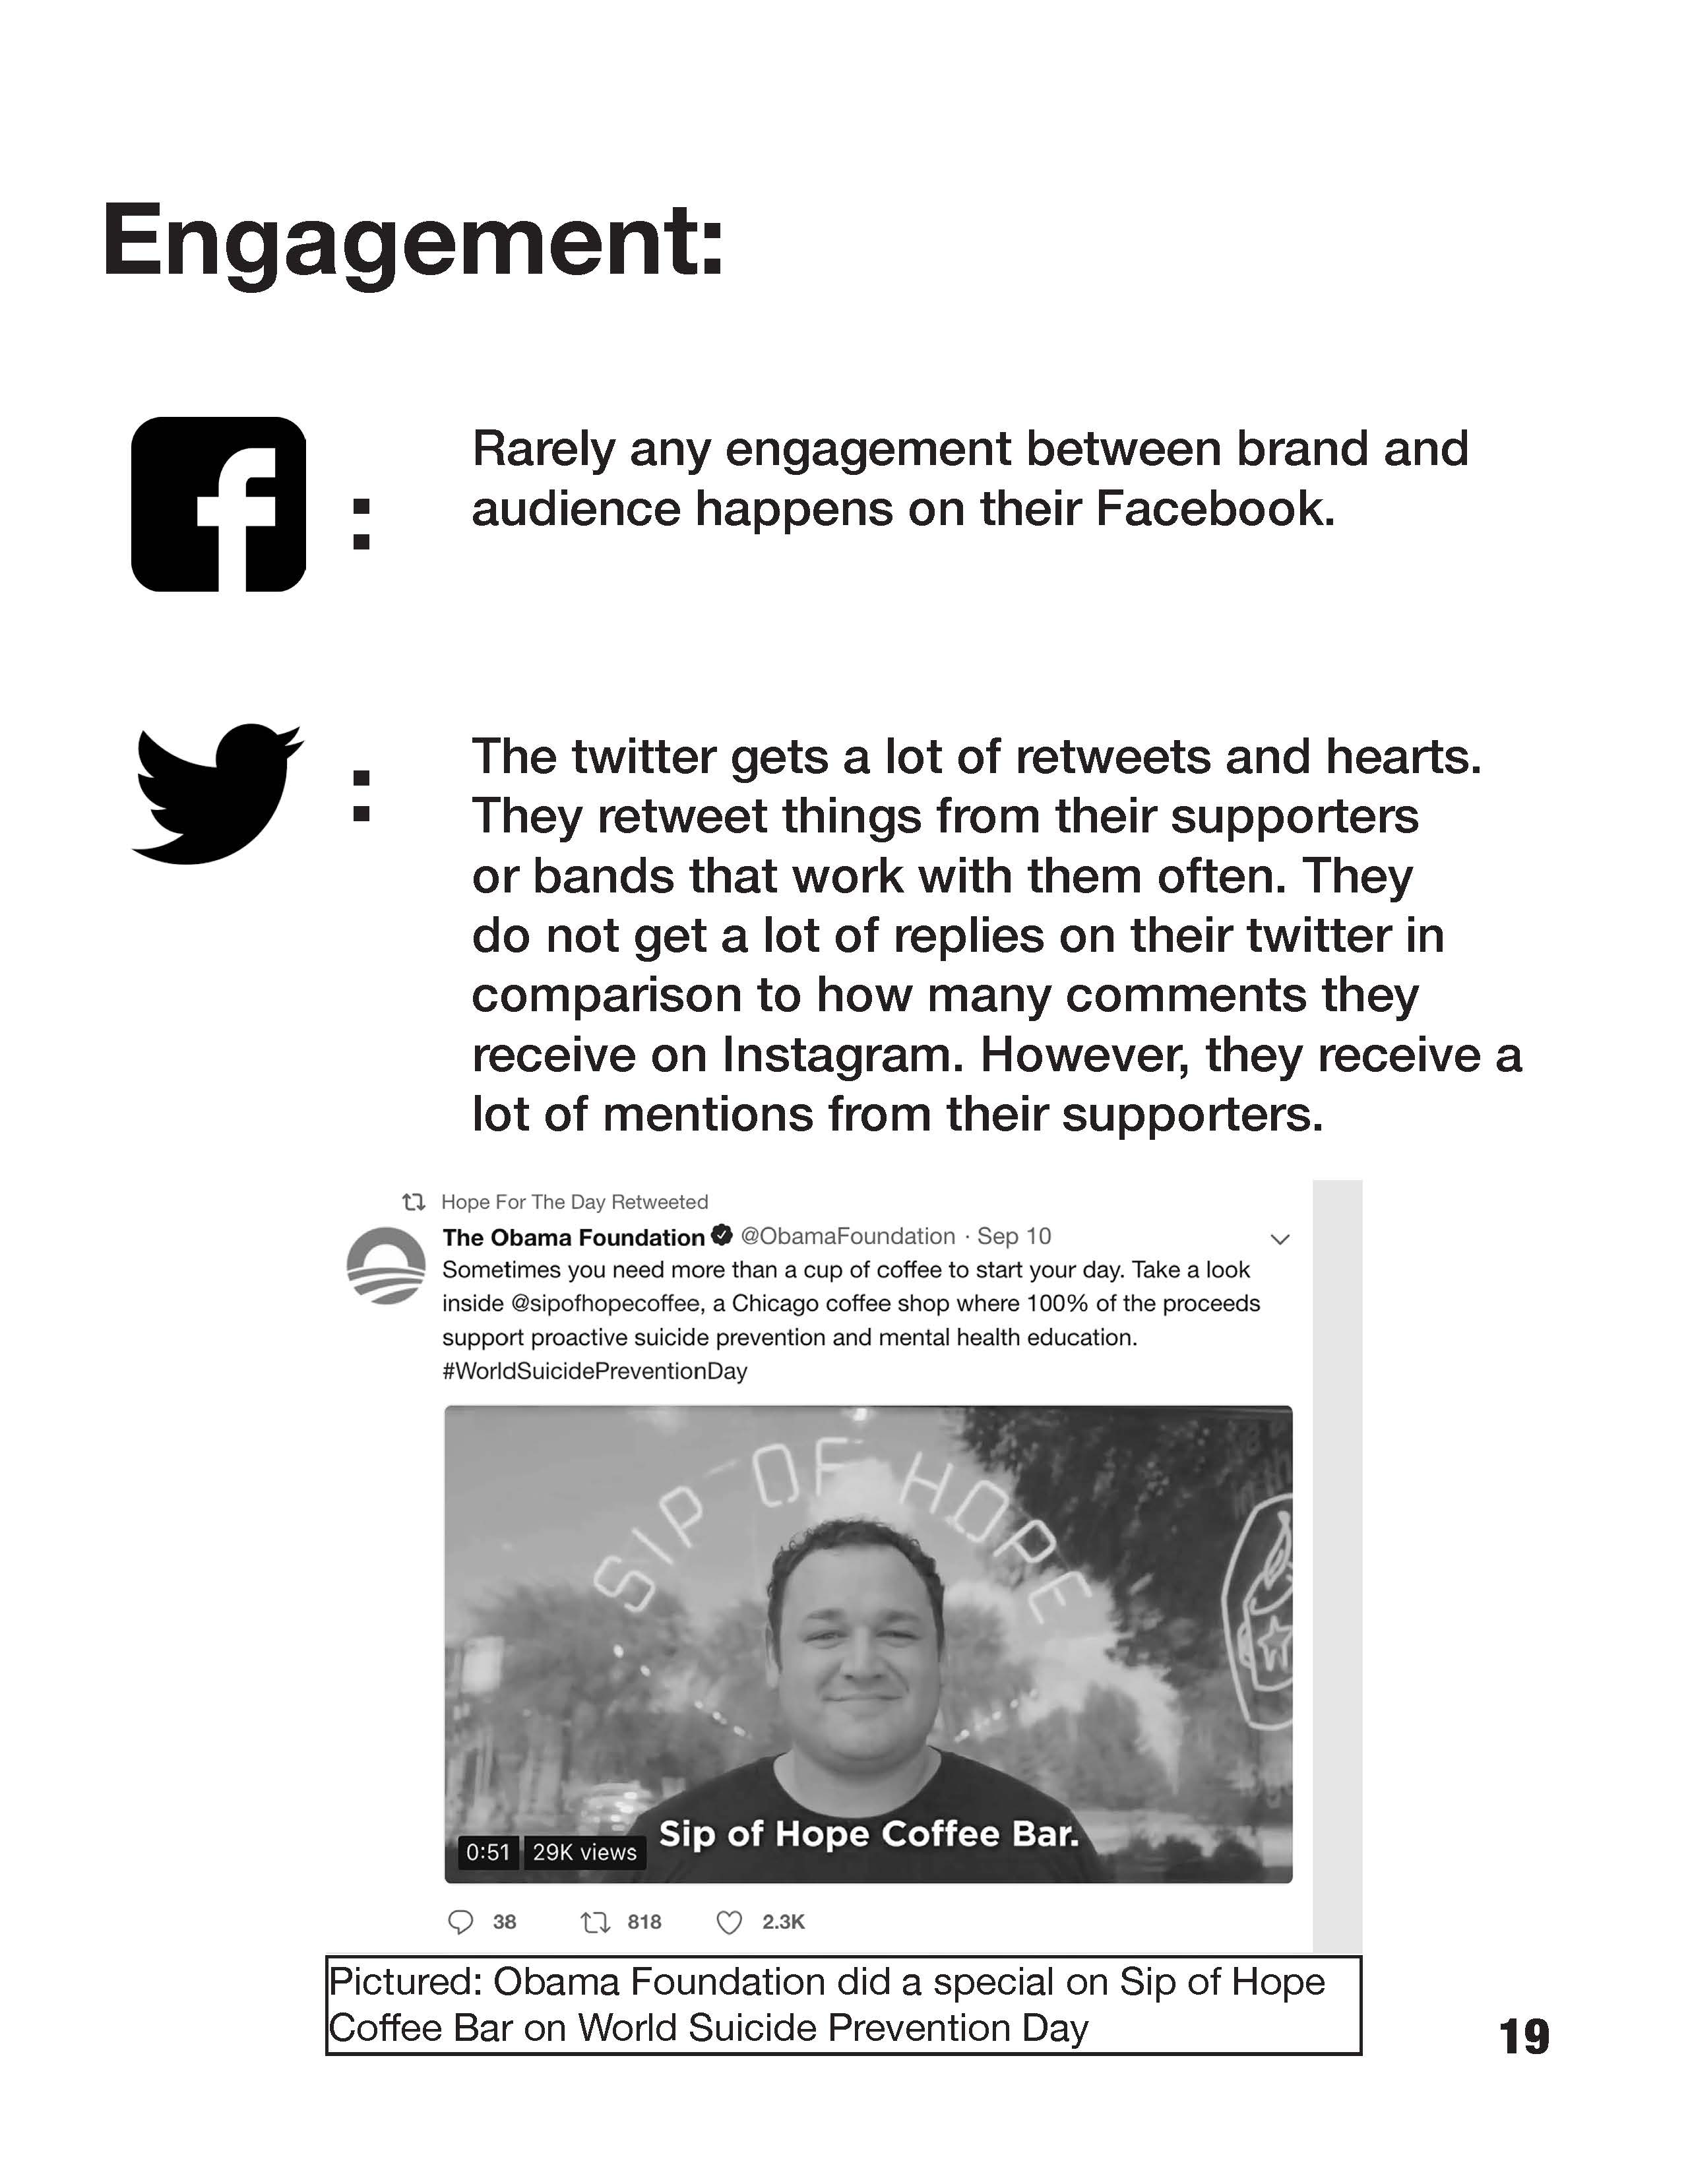 Engagement:
:
Rarely any engagement between brand and
audience happens on their Facebook.
:
The twitter gets a lot of retweets and hearts.
They retweet things from their supporters
or bands that work with them often. They
do not get a lot of replies on their twitter in
comparison to how many comments they
receive on Instagram. However, they receive a
lot of mentions from their supporters.
Hope For The Day Retweeted
The Obama Foundation @ObamaFoundation · Sep 10
Sometimes you need more than a cup of coffee to start your day. Take a look
inside @sipofhopecoffee, a Chicago coffee shop where 100% of the proceeds
support proactive suicide prevention and mental health education.
#WorldSuicidePreventionDay
SIP OF HOPE
Sip of Hope Coffee Bar.
0:51 29K views
38 818 2.3K
Pictured: Obama Foundation did a special on Sip of Hope
Coffee Bar on World Suicide Prevention Day
19